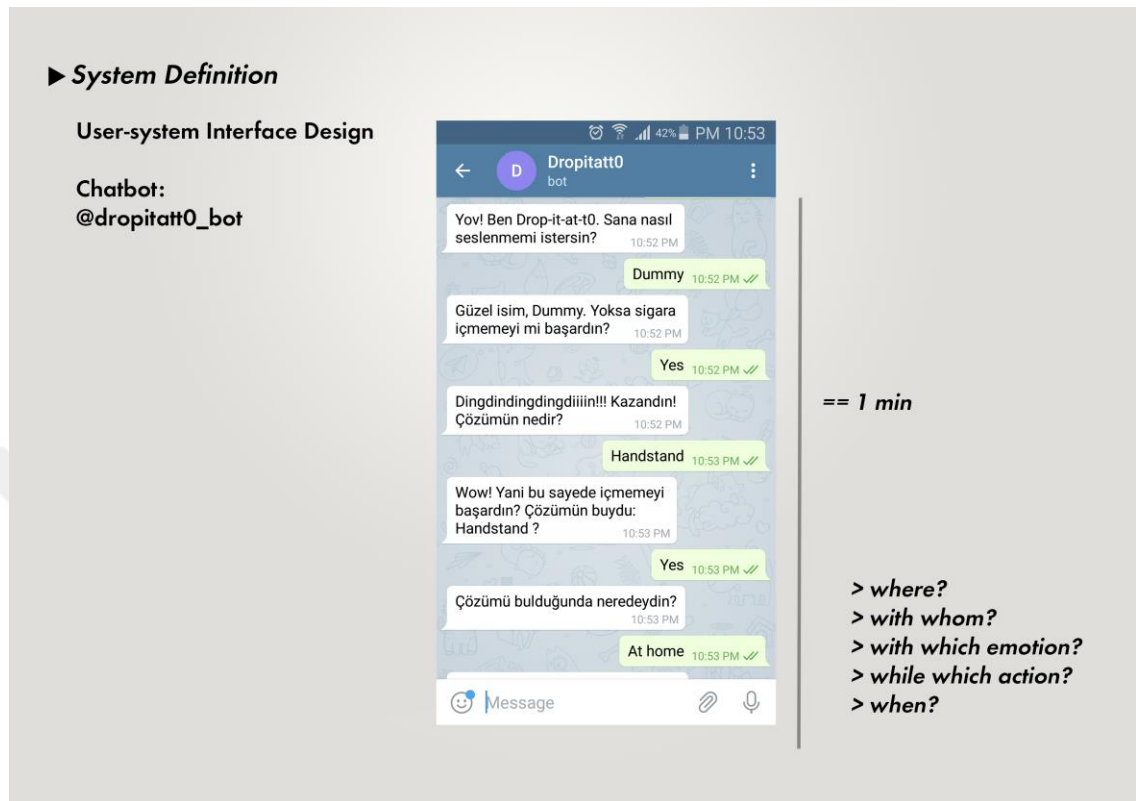 ▶ System Definition
User-system Interface Design
Chatbot:
@dropitatt0_bot
42% PM 10:53
D
Dropitatt0
bot
Yov! Ben Drop-it-at-t0. Sana nasıl
seslenmemi istersin? 10:52 PM
Dummy 10:52 PM
Güzel isim, Dummy. Yoksa sigara
içmemeyi mi başardın? 10:52 PM
Yes 10:52 PM
Dingdindingdingdiiiin!!! Kazandın!
Çözümün nedir? 10:52 PM
Handstand 10:53 PM
Wow! Yani bu sayede içmemeyi
başardın? Çözümün buydu:
Handstand ? 10:53 PM
Yes 10:53 PM
Çözümü bulduğunda neredeydin?
10:53 PM
At home 10:53 PM
Message
== 1 min
> where?
> with whom?
> with which emotion?
> while which action?
> when?